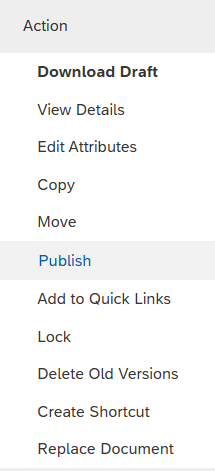 Action
Download Draft
View Details
Edit Attributes
Copy
Move
Publish
Add to Quick Links
Lock
Delete Old Versions
Create Shortcut
Replace Document